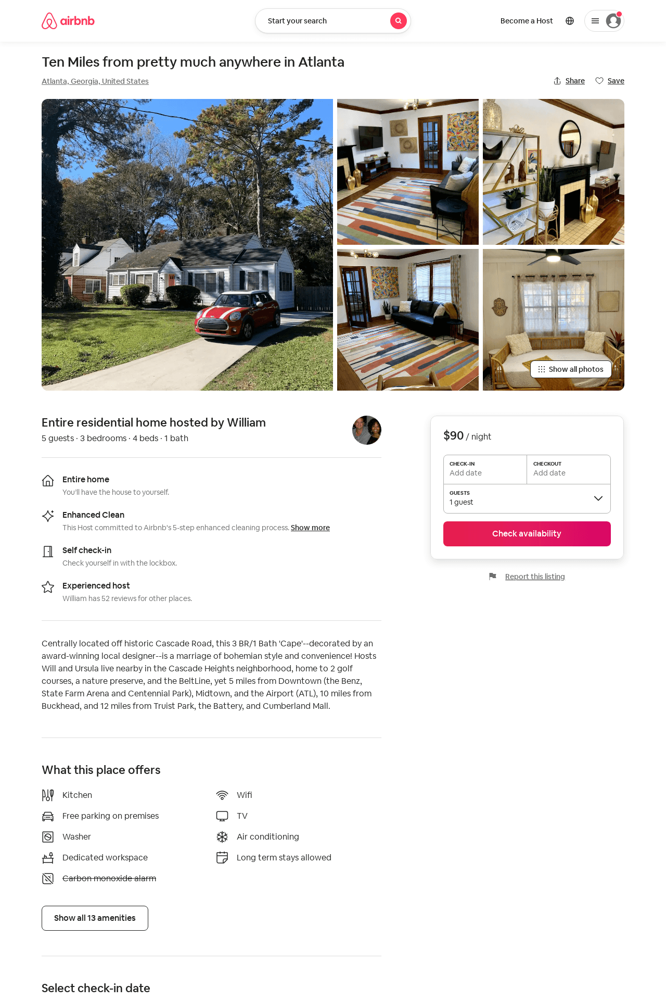 airbnb
Start your search
Become a Host
Ten Miles from pretty much anywhere in Atlanta
Atlanta, Georgia, United States
Share
Save
Show all photos
Entire residential home hosted by William
5 guests · 3 bedrooms · 4 beds · 1 bath
Entire home
You’ll have the house to yourself.
Enhanced Clean
This Host committed to Airbnb's 5-step enhanced cleaning process. Show more
Self check-in
Check yourself in with the lockbox.
Experienced host
William has 52 reviews for other places.
$90 / night
CHECK-IN
Add date
CHECKOUT
Add date
GUESTS
1 guest
Check availability
Report this listing
Centrally located off historic Cascade Road, this 3 BR/1 Bath 'Cape'--decorated by an
award-winning local designer--is a marriage of bohemian style and convenience! Hosts
Will and Ursula live nearby in the Cascade Heights neighborhood, home to 2 golf
courses, a nature preserve, and the BeltLine, yet 5 miles from Downtown (the Benz,
State Farm Arena and Centennial Park), Midtown, and the Airport (ATL), 10 miles from
Buckhead, and 12 miles from Truist Park, the Battery, and Cumberland Mall.
What this place offers
Kitchen
Wifi
Free parking on premises
TV
Washer
Air conditioning
Dedicated workspace
Long term stays allowed
Carbon monoxide alarm
Show all 13 amenities
Select check-in date